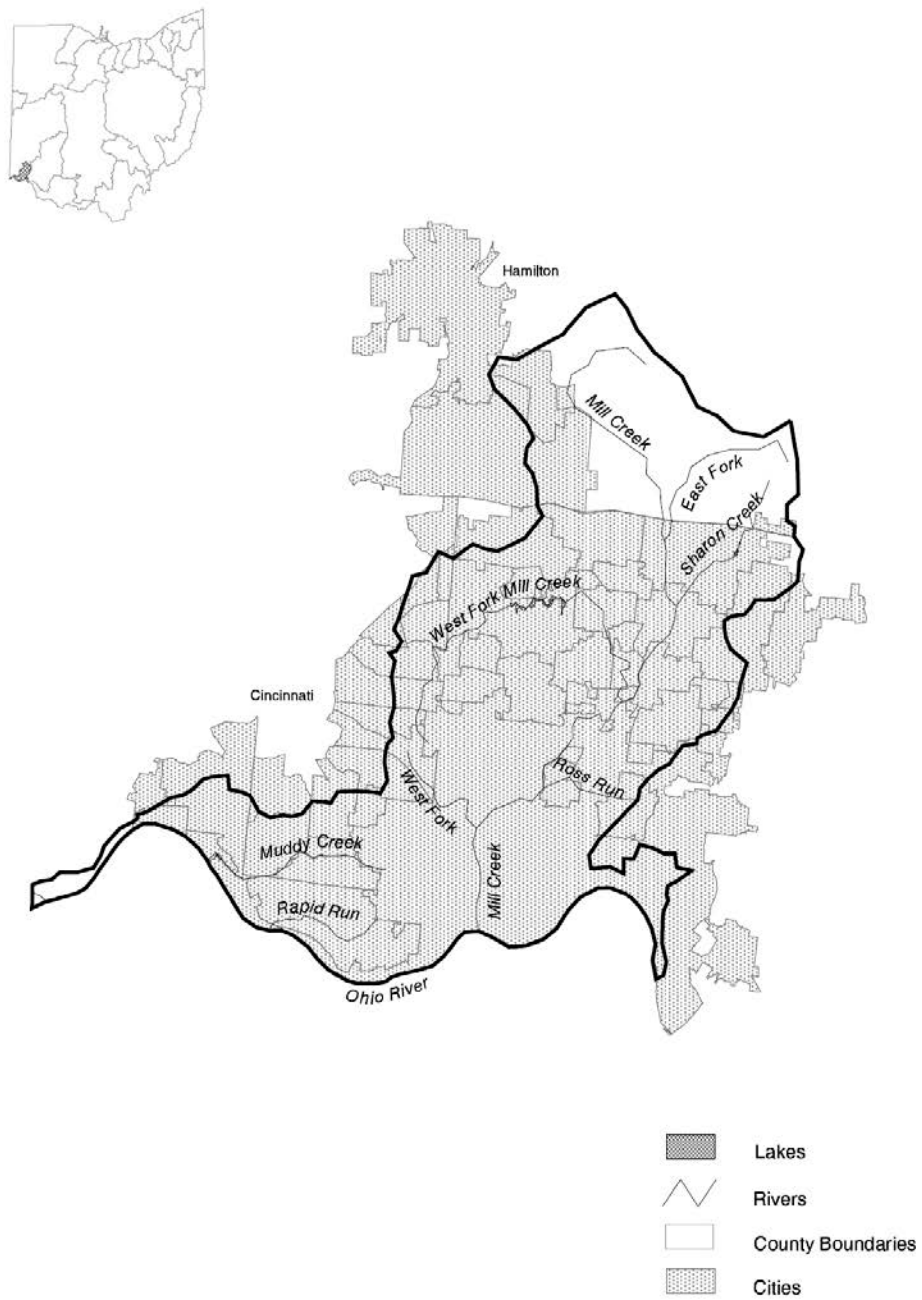 Hamilton
Mill Creek
East Fork
Sharon Creek
West Fork Mill Creek
Cincinnati
Ross Run
West Fork
Muddy Creek
Mill Creek
Rapid Run
Ohio River
Lakes
Rivers
County Boundaries
Cities